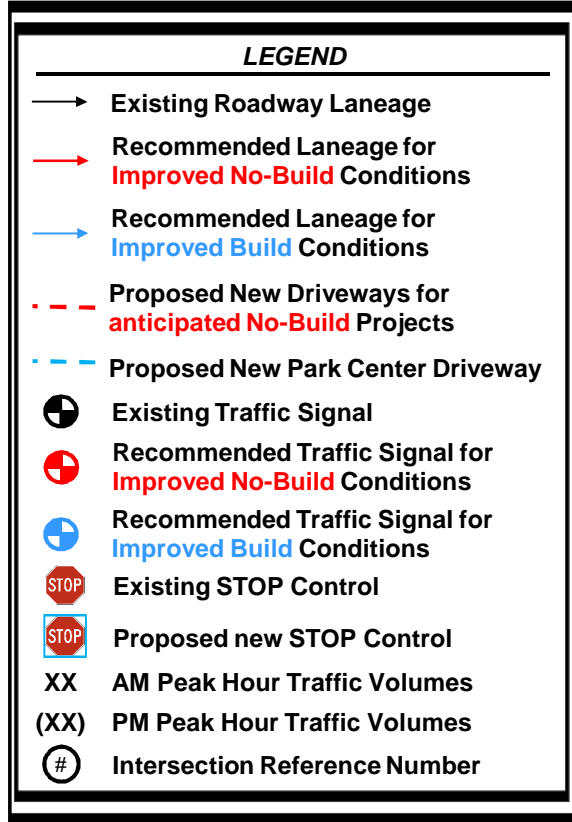 LEGEND
Existing Roadway Laneage
Recommended Laneage for
Improved No-Build Conditions
Recommended Laneage for
Improved Build Conditions
Proposed New Driveways for
anticipated No-Build Projects
Proposed New Park Center Driveway
Existing Traffic Signal
Recommended Traffic Signal for
Improved No-Build Conditions
Recommended Traffic Signal for
Improved Build Conditions
STOP Existing STOP Control
STOP Proposed new STOP Control
XX AM Peak Hour Traffic Volumes
(XX) PM Peak Hour Traffic Volumes
# Intersection Reference Number